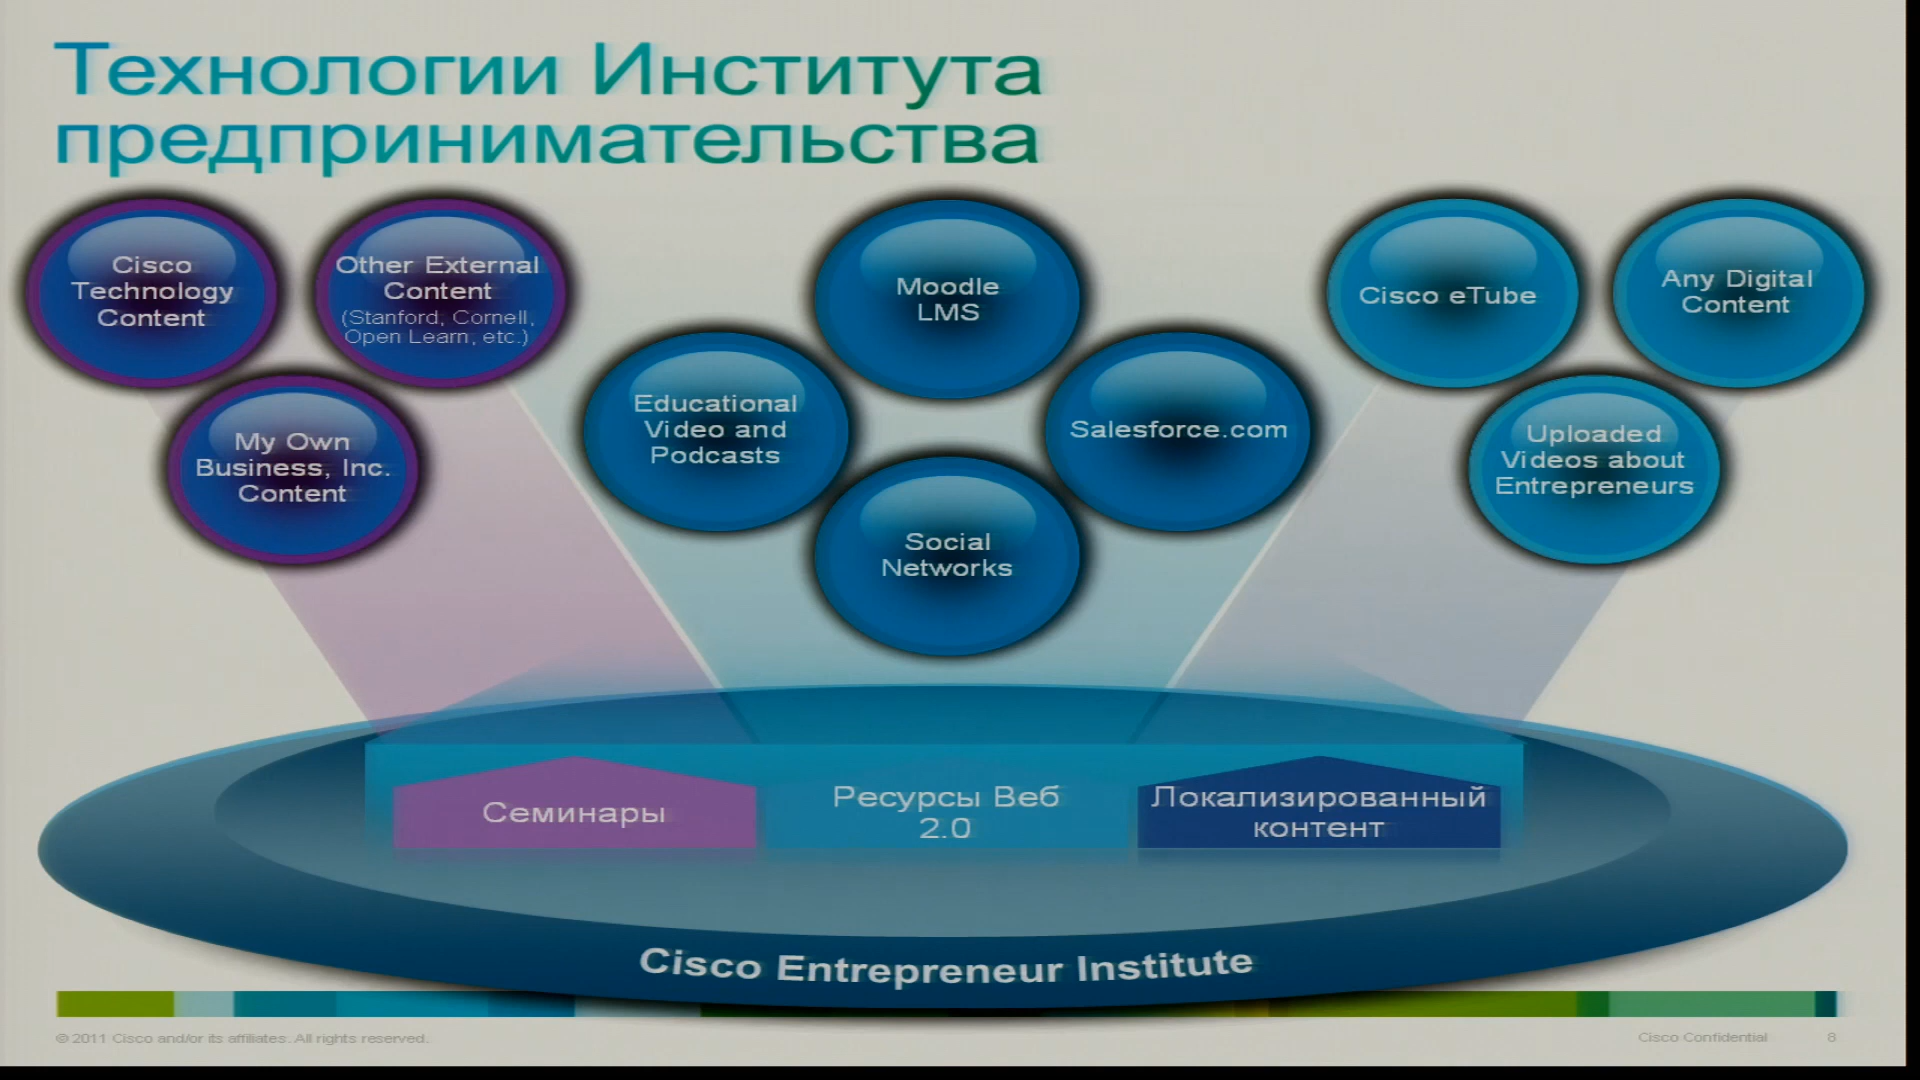 Технологии Института
предпринимательства
Cisco
Technology
Content
Other External
Content
(Stanford, Cornell,
Open Learn, etc.)
My Own
Business, Inc.
Content
Moodle
LMS
Educational
Video and
Podcasts
Salesforce.com
Social
Networks
Cisco eTube
Any Digital
Content
Uploaded
Videos about
Entrepreneurs
Семинары
Ресурсы Веб
2.0
Локализированный
контент
Cisco Entrepreneur Institute
© 2011 Cisco and/or its affiliates. All rights reserved.
Cisco Confidential
8